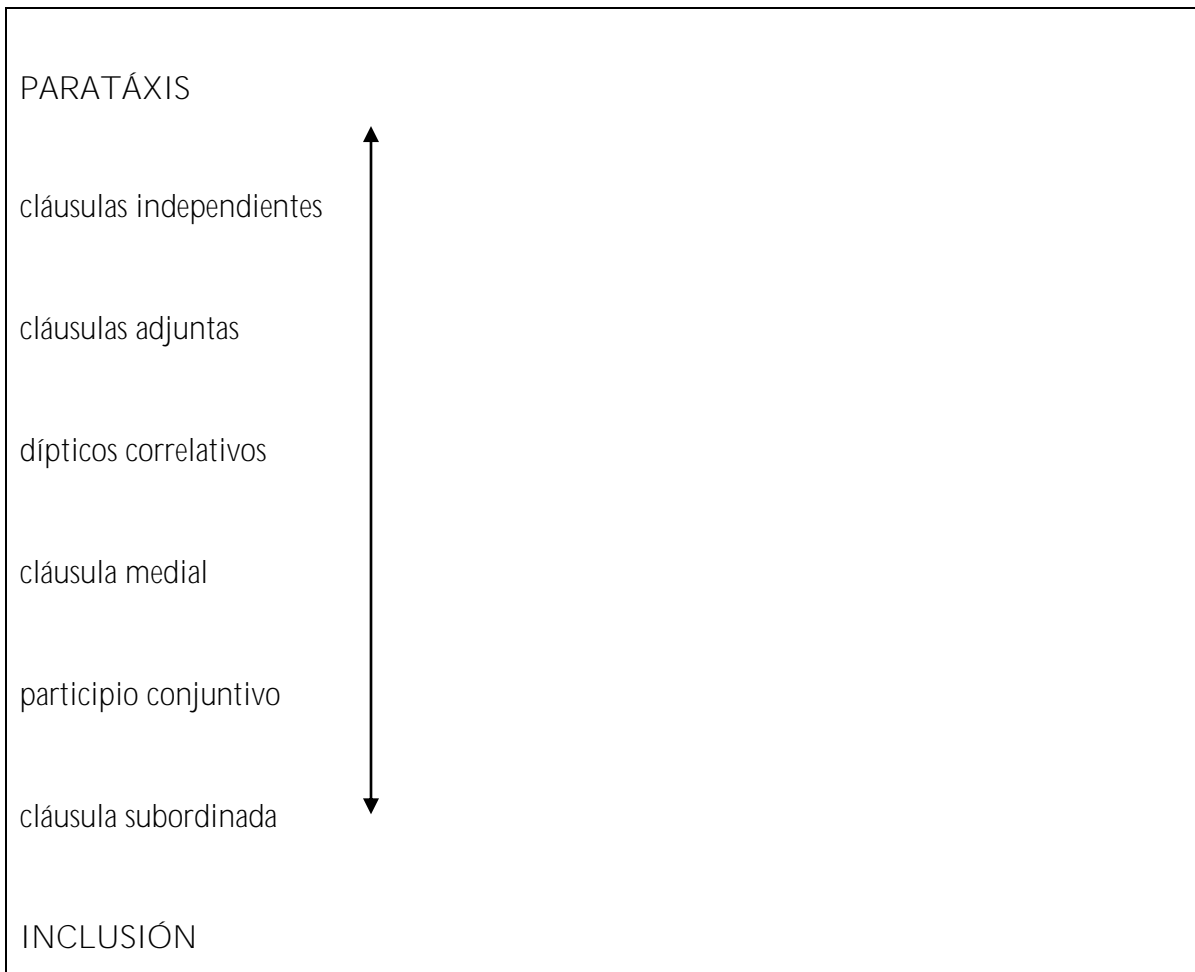 PARATÁXIS
cláusulas independientes
cláusulas adjuntas
dípticos correlativos
cláusula medial
participio conjuntivo
cláusula subordinada
INCLUSIÓN